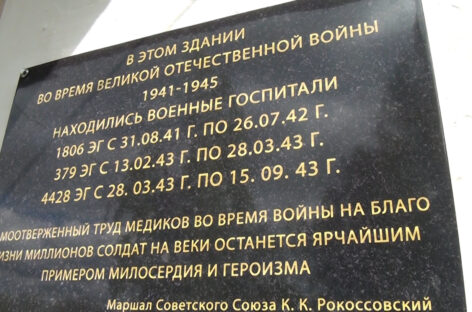 В ЭТОМ ЗДАНИИ
ВО ВРЕМЯ ВЕЛИКОЙ ОТЕЧЕСТВЕННОЙ ВОЙНЫ
1941-1945
НАХОДИЛИСЬ ВОЕННЫЕ ГОСПИТАЛИ
1806 ЭГ С 31.08.41 Г. ПО 26.07.42 Г.
379 ЭГ С 13.02.43 Г. ПО 28.03.43 Г.
4428 ЭГ С 28. 03.43 Г. ПО 15. 09. 43 Г.
МООТВЕРЖЕННЫЙ ТРУД МЕДИКОВ ВО ВРЕМЯ ВОЙНЫ НА БЛАГО
ИЗНИ МИЛЛИОНОВ СОЛДАТ НА ВЕКИ ОСТАНЕТСЯ ЯРЧАЙШИМ
ПРИМЕРОМ МИЛОСЕРДИЯ И ГЕРОИЗМА
Маршал Советского Союза К. К. Рокоссовский